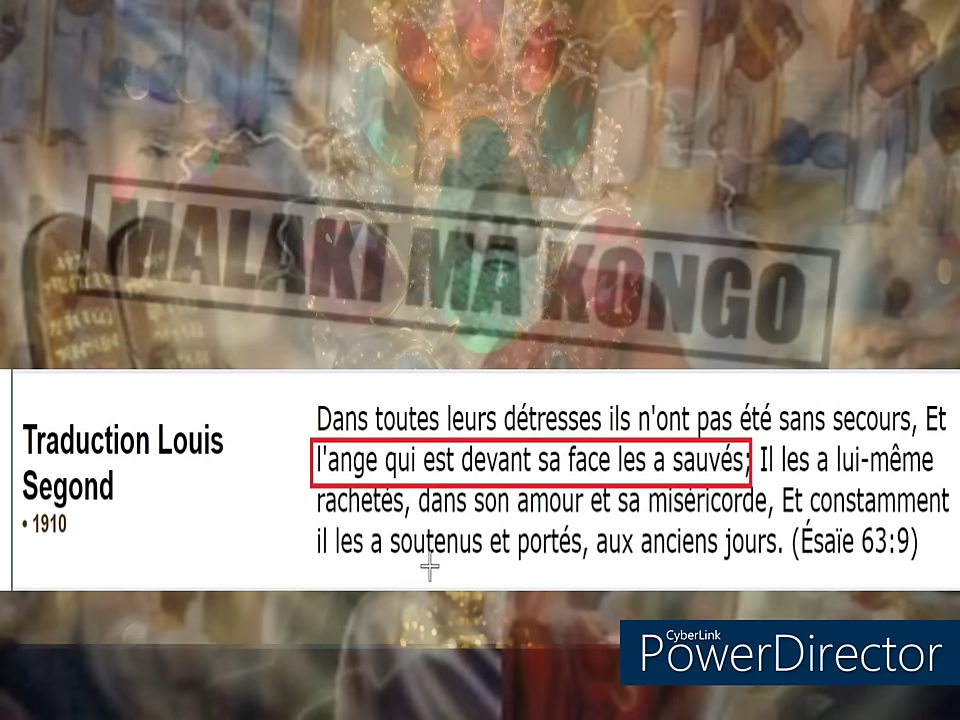 MALAKI MA KONGO
Traduction Louis
Segond
• 1910
Dans toutes leurs détresses ils n'ont pas été sans secours, Et
l'ange qui est devant sa face les a sauvés; Il les a lui-même
rachetés, dans son amour et sa miséricorde, Et constamment
il les a soutenus et portés, aux anciens jours. (Ésaïe 63:9)
CyberLink
PowerDirector